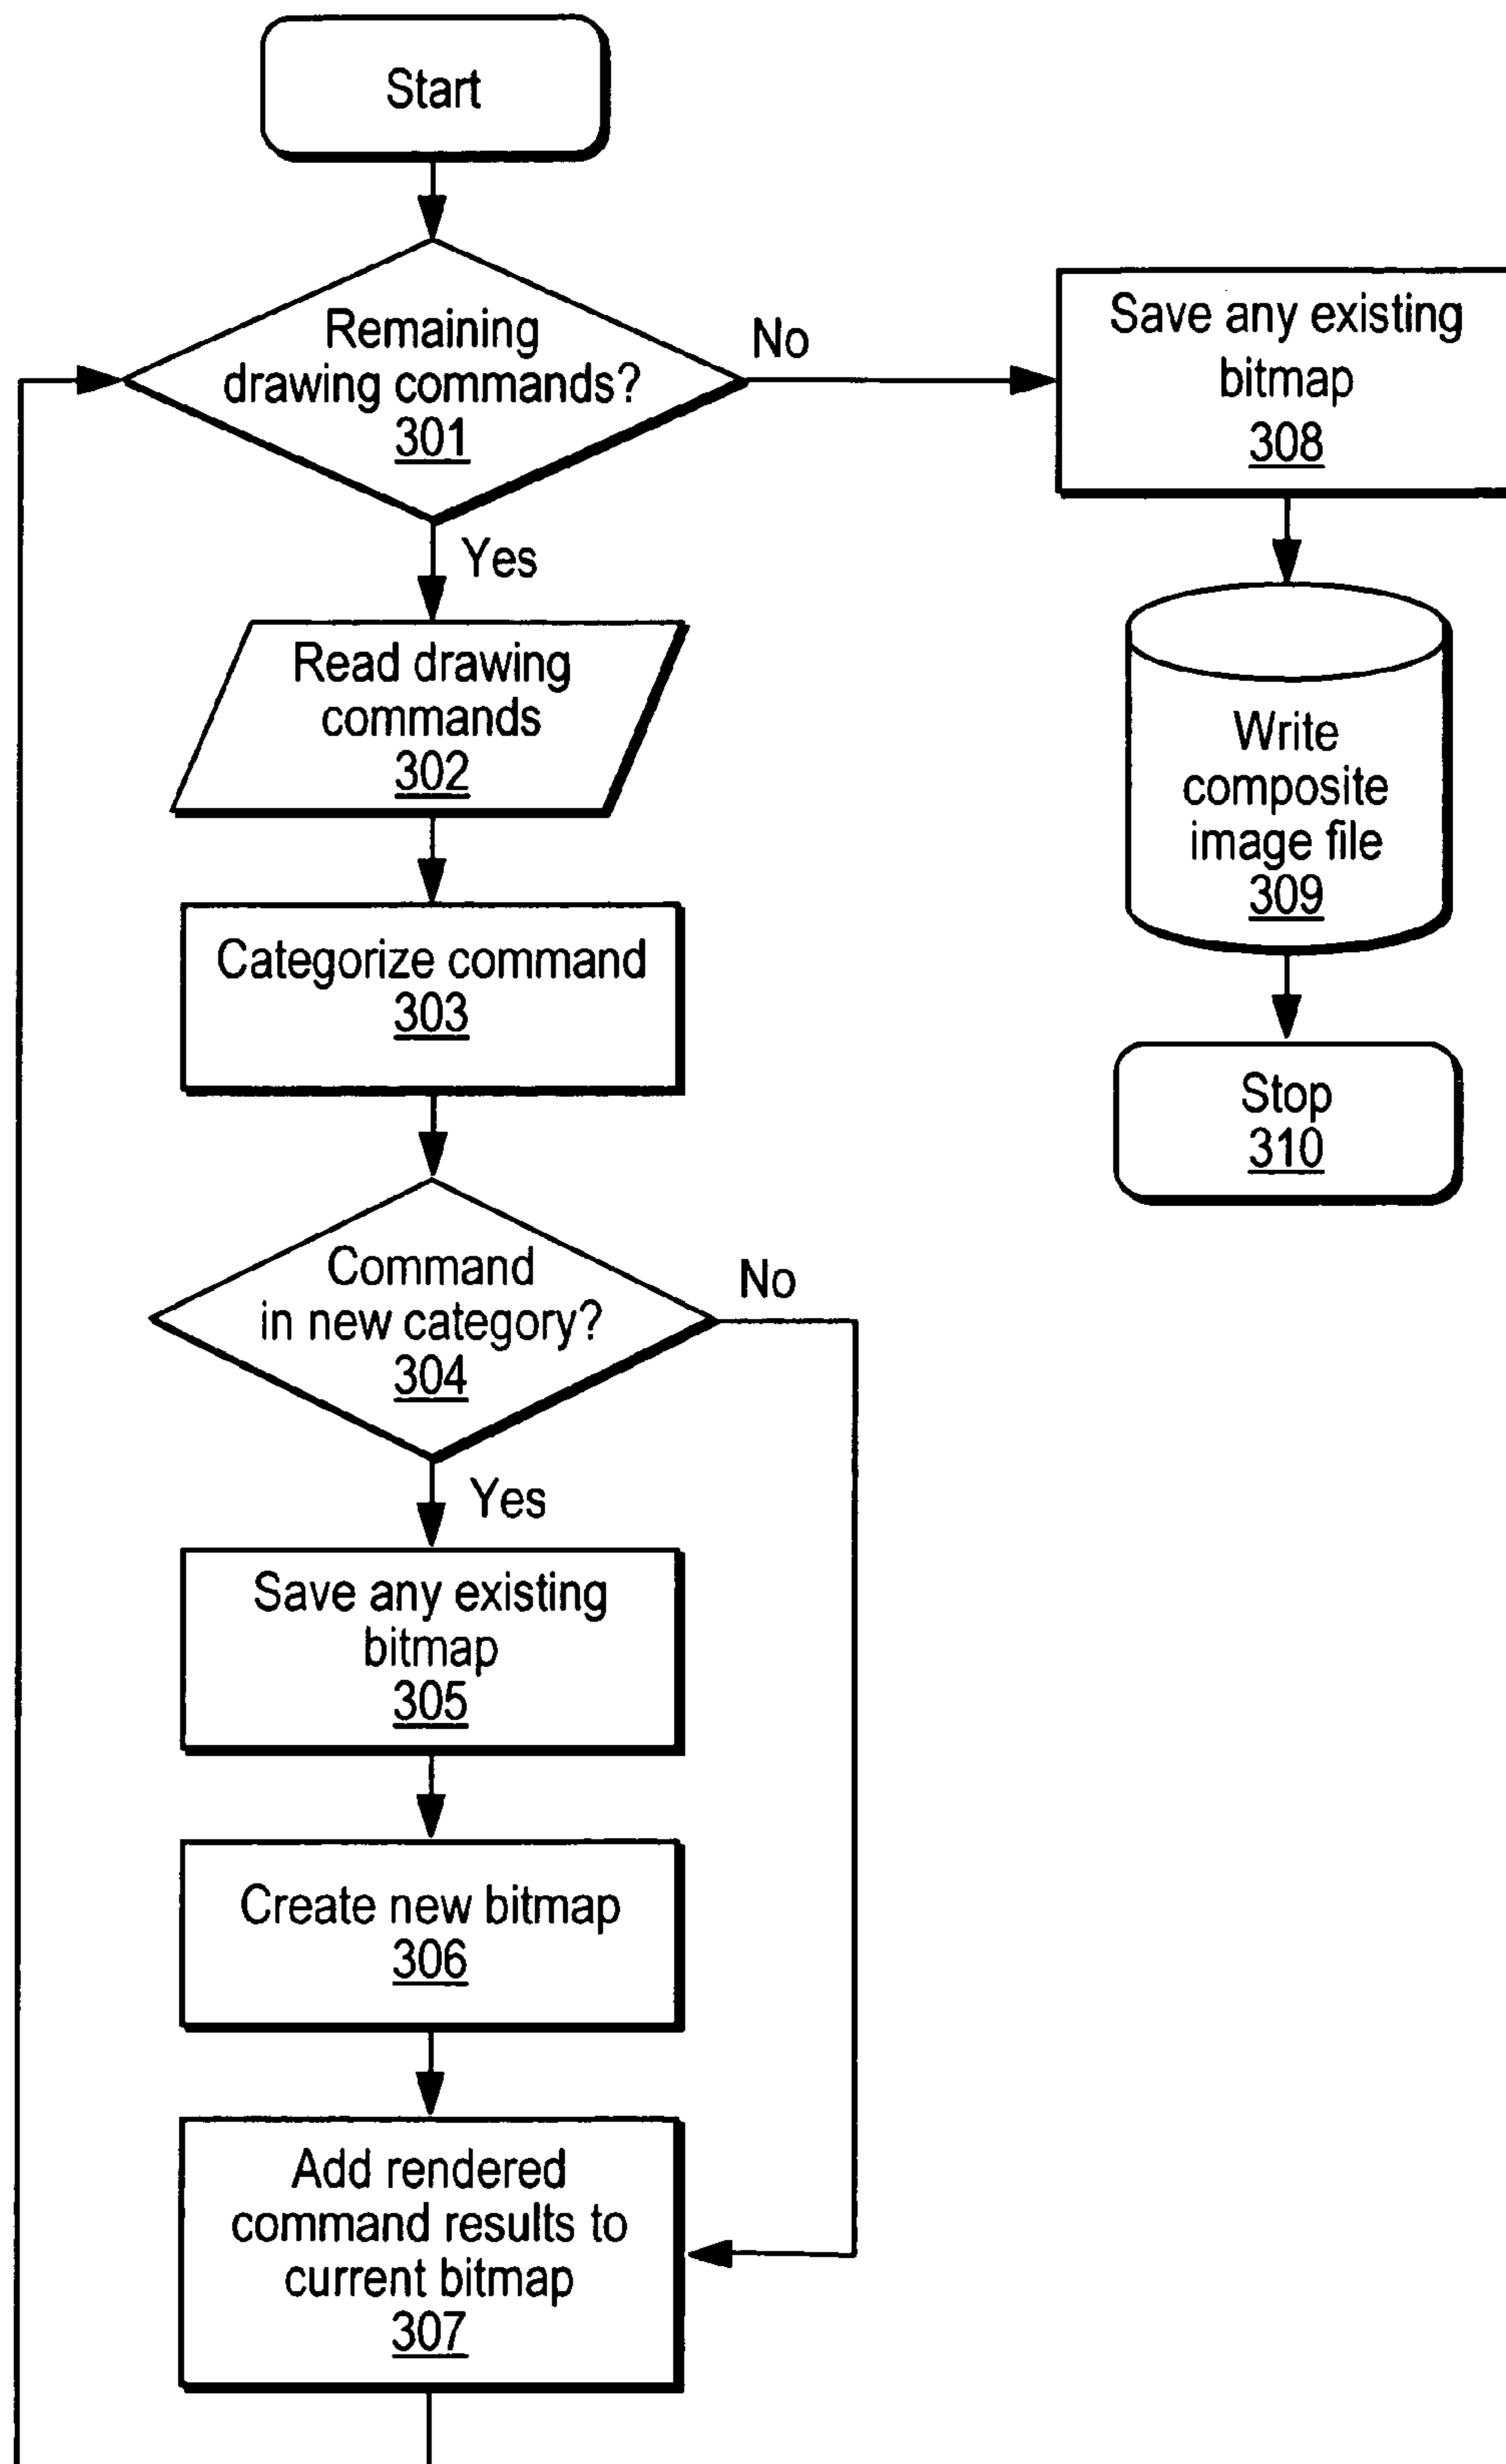 Start
Remaining
drawing commands?
301
No
Yes
Save any existing
bitmap
308
Read drawing
commands
302
Write
composite
image file
309
Categorize command
303
Stop
310
Command
in new category?
304
No
Yes
Save any existing
bitmap
305
Create new bitmap
306
Add rendered
command results to
current bitmap
307